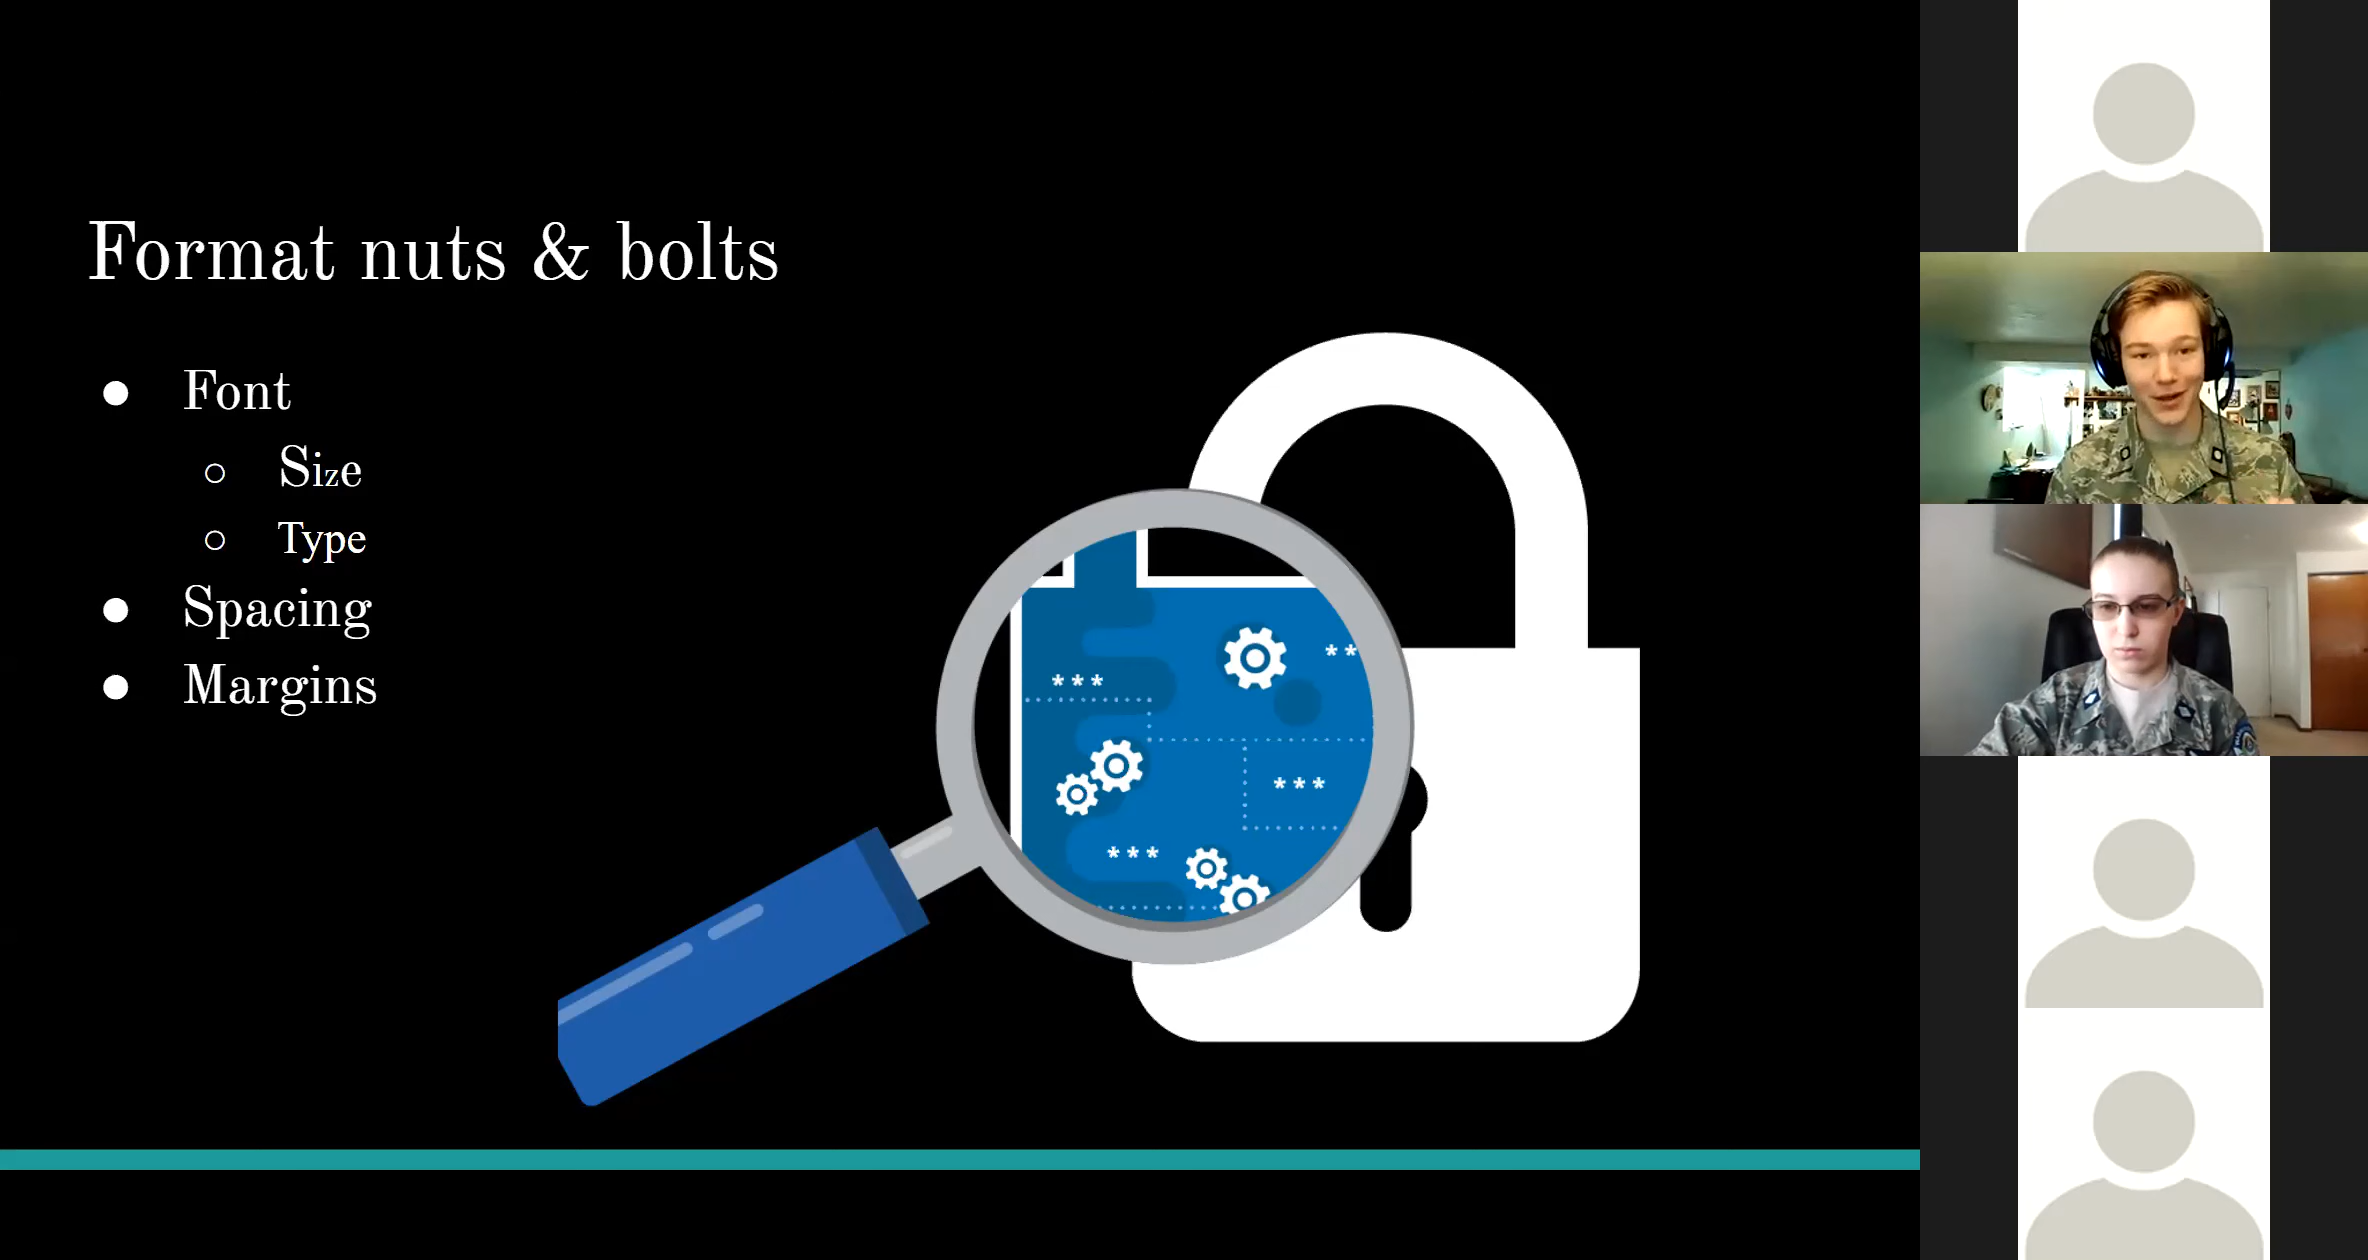 Format nuts & bolts
● Font
○ Size
○ Type
● Spacing
● Margins
***
**
***
***